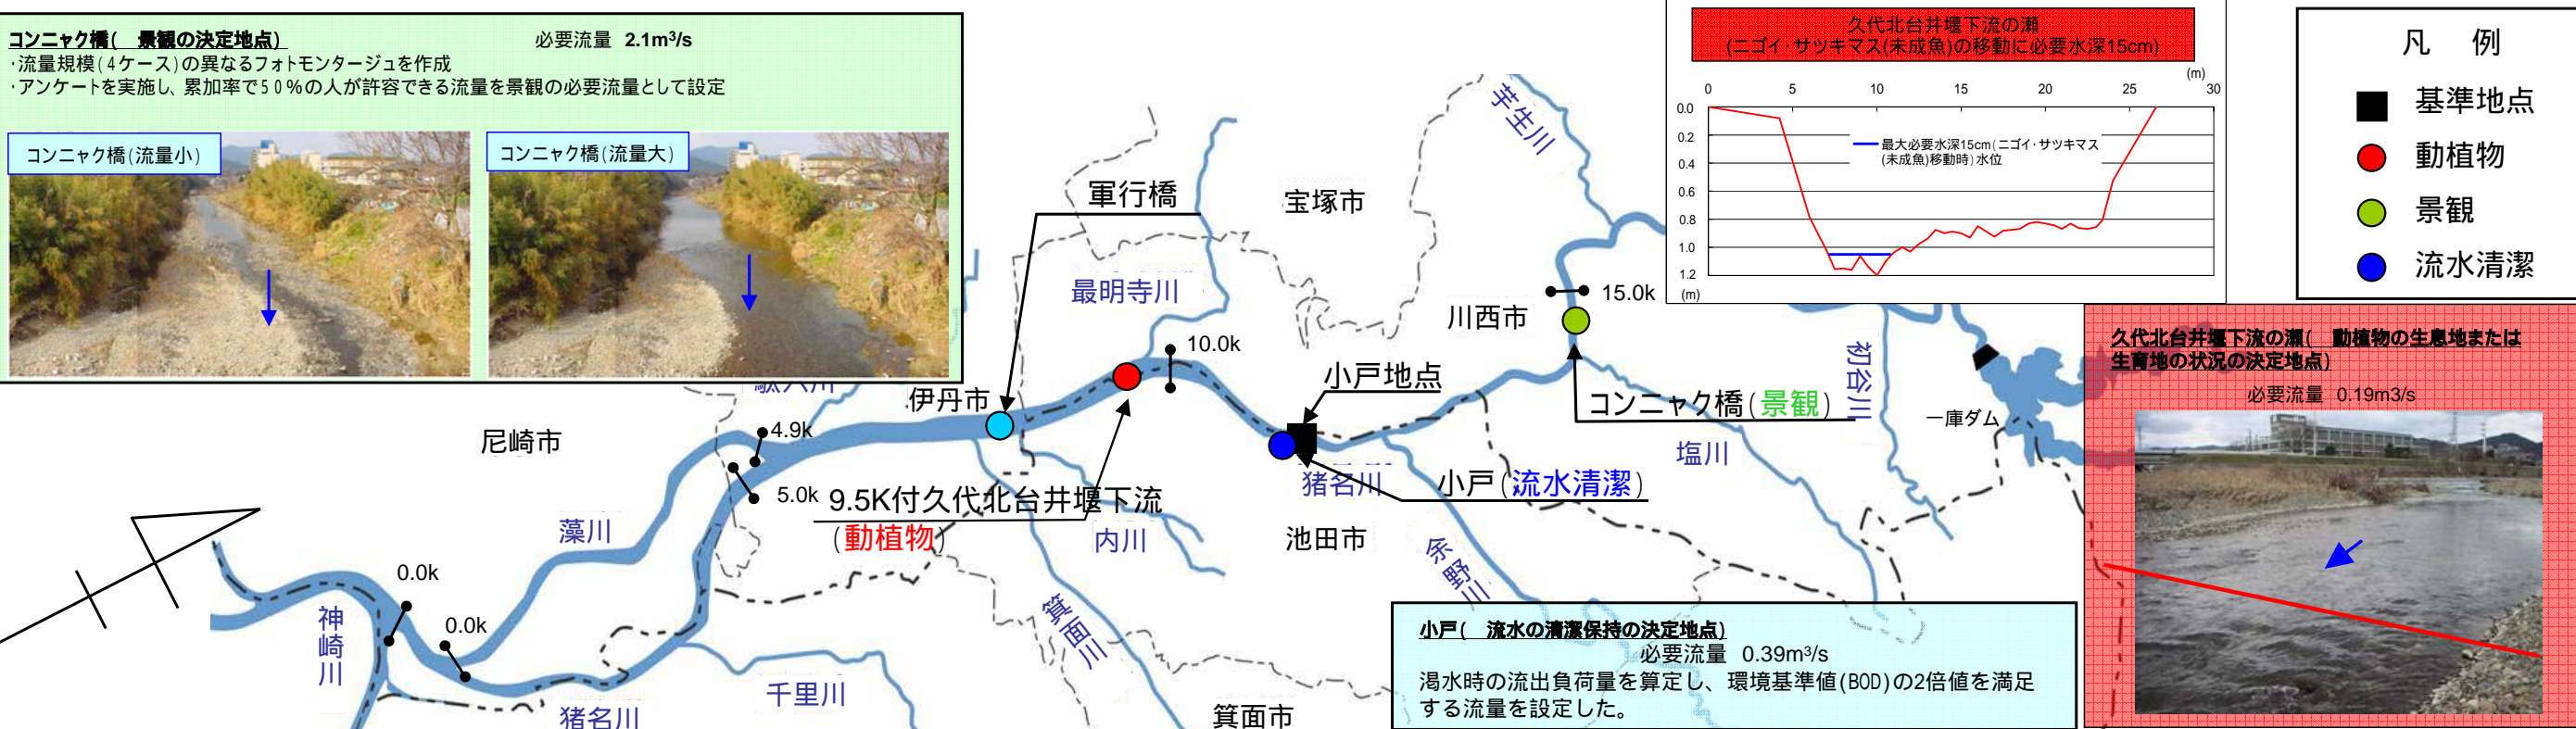 コンニャク橋( 景観の決定地点)
必要流量 2.1m³/s
・流量規模(4ケース)の異なるフォトモンタージュを作成
・アンケートを実施し、累加率で50%の人が許容できる流量を景観の必要流量として設定
コンニャク橋(流量小)
コンニャク橋(流量大)
久代北台井堰下流の瀬
(ニゴイ・サツキマス(未成魚)の移動に必要水深15cm)
(m)
0 5 10 15 20 25 30
0.0
0.2
0.4
0.6
0.8
1.0
1.2
(m)
最大必要水深15cm(ニゴイ・サツキマス
(未成魚)移動時)水位
凡 例
基準地点
動植物
景観
流水清潔
芋生川
軍行橋
宝塚市
最明寺川
川西市
15.0k
10.0k
小戸地点
初谷川
コンニャク橋(景観)
一庫ダム
塩川
伊丹市
尼崎市
4.9k
5.0k
9.5K付久代北台井堰下流
(動植物)
猪名川
小戸(流水清潔)
藻川
内川
池田市
余野川
0.0k
0.0k
神崎川
箕面川
千里川
猪名川
箕面市
久代北台井堰下流の瀬( 動植物の生息地または
生育地の状況の決定地点)
必要流量 0.19m3/s
小戸( 流水の清潔保持の決定地点)
必要流量 0.39m³/s
渇水時の流出負荷量を算定し、環境基準値(BOD)の2倍値を満足
する流量を設定した。